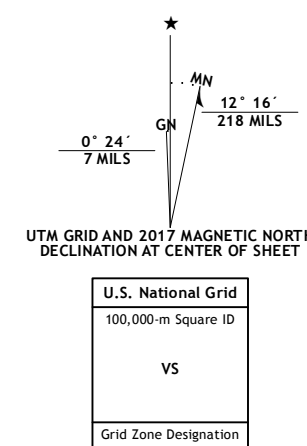 ★
MN
GN
12° 16´
218 MILS
0° 24´
7 MILS
UTM GRID AND 2017 MAGNETIC NORTH
DECLINATION AT CENTER OF SHEET
U.S. National Grid
100,000-m Square ID
VS
Grid Zone Designation